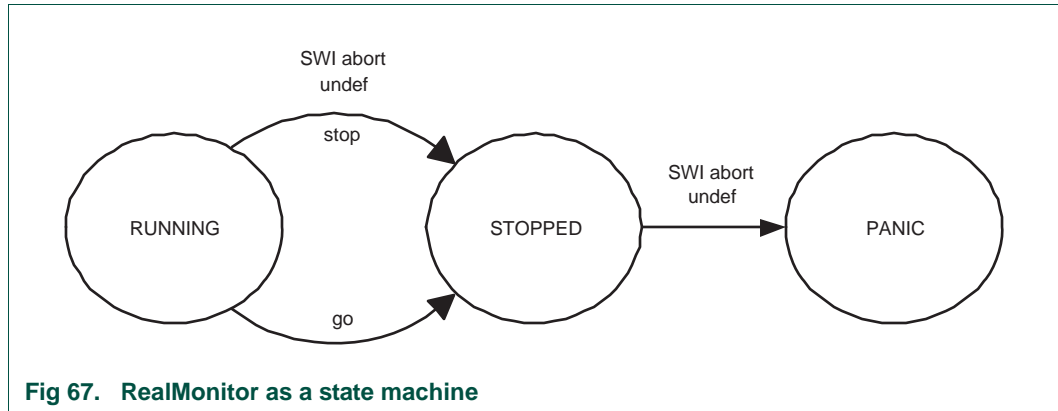 SWI abort
undef
stop
SWI abort
undef
RUNNING
STOPPED
PANIC
go
Fig 67. RealMonitor as a state machine